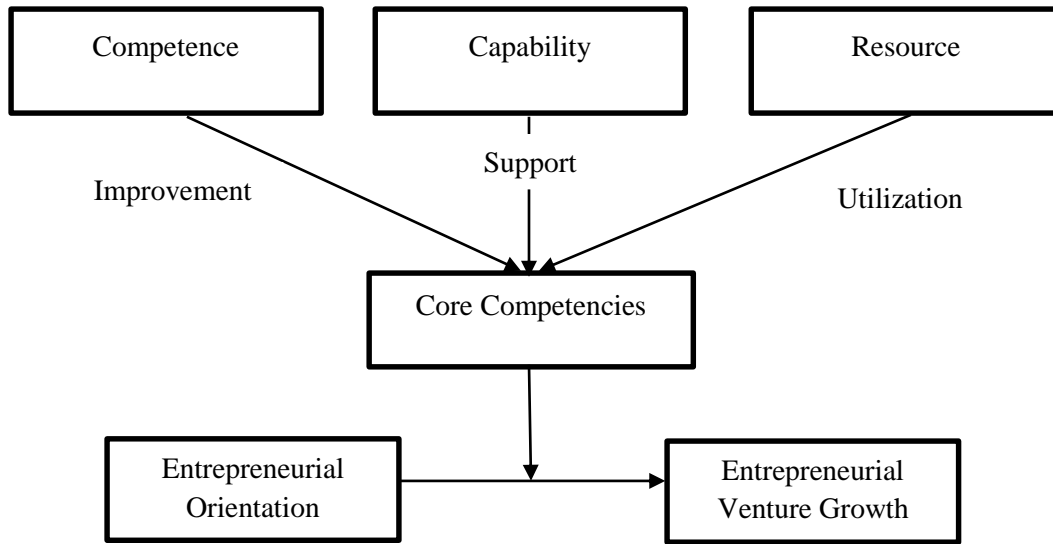 Competence
Capability
Resource
Support
Improvement
Utilization
Core Competencies
Entrepreneurial
Orientation
Entrepreneurial
Venture Growth